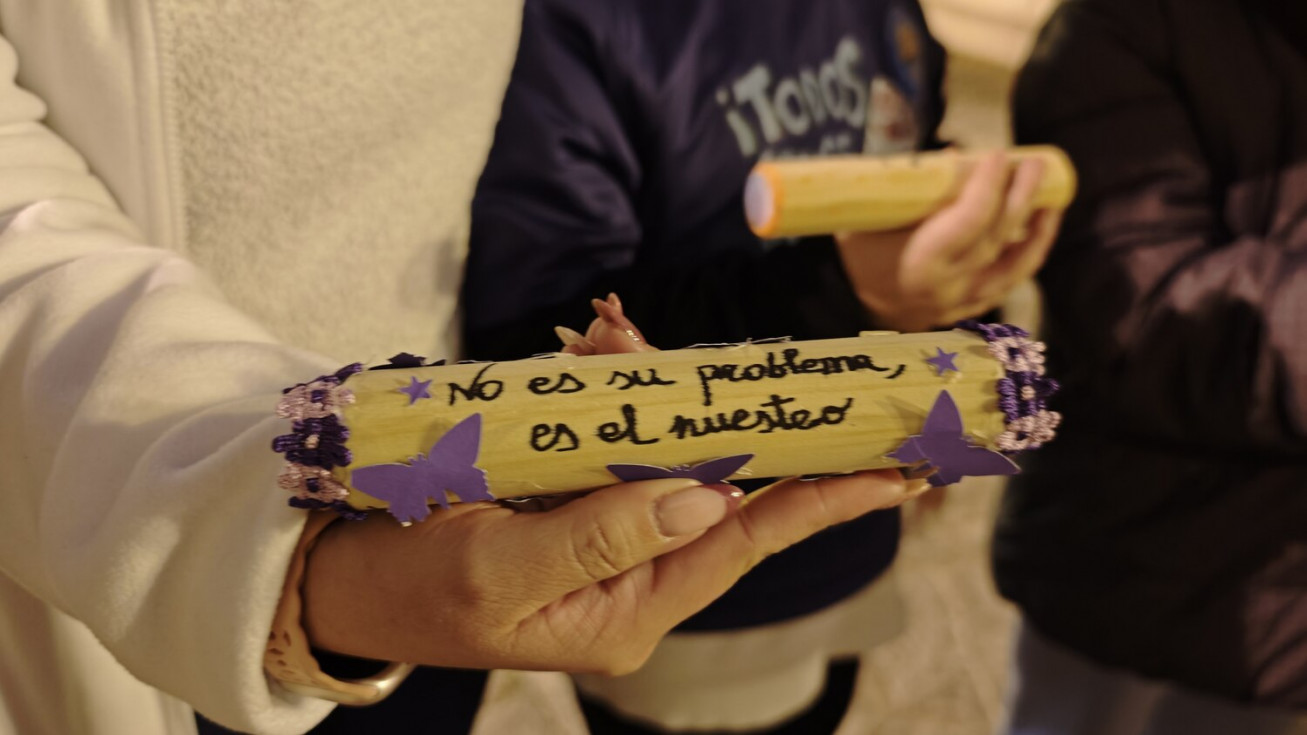 ¡Todos
No es su problema,
es el nuestro